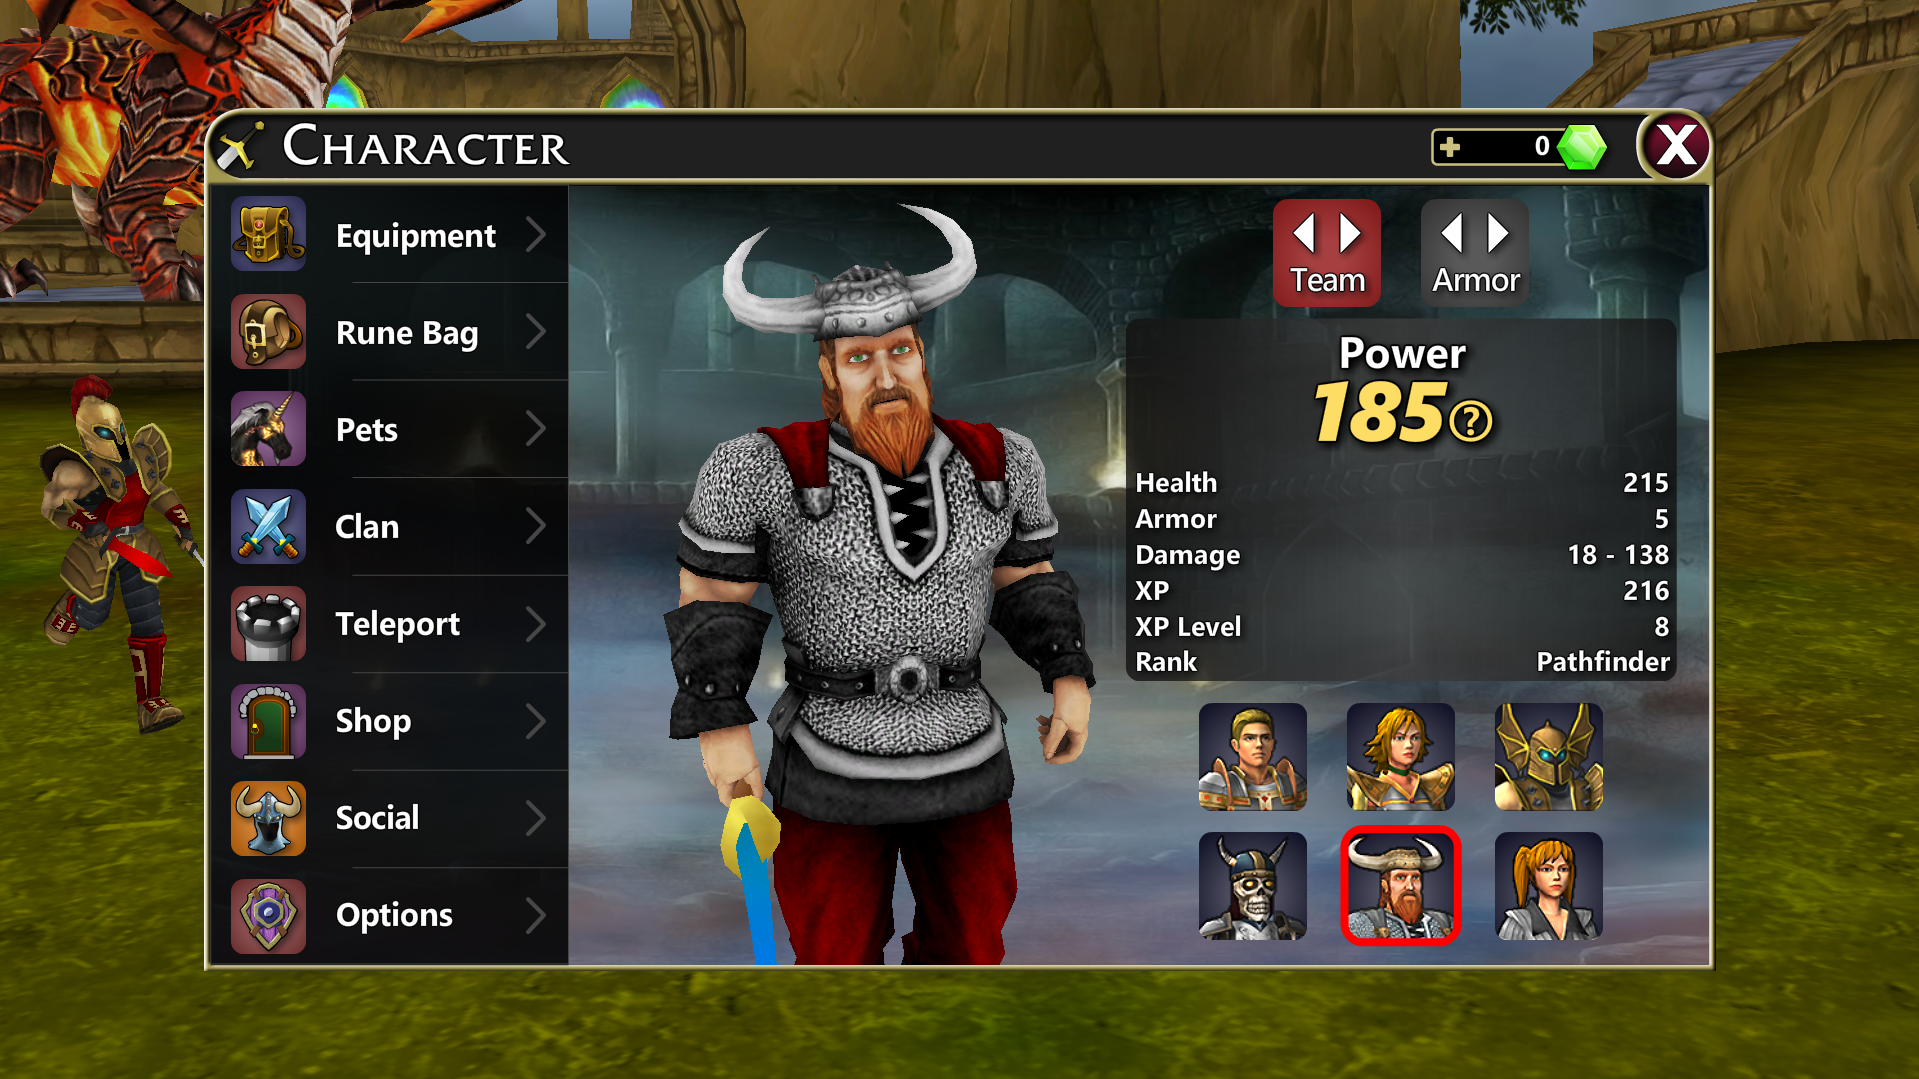 CHARACTER
0
X
Equipment
Rune Bag
Pets
Clan
Teleport
Shop
Social
Options
Team
Armor
Power
185?
Health 215
Armor 5
Damage 18 - 138
XP 216
XP Level 8
Rank Pathfinder